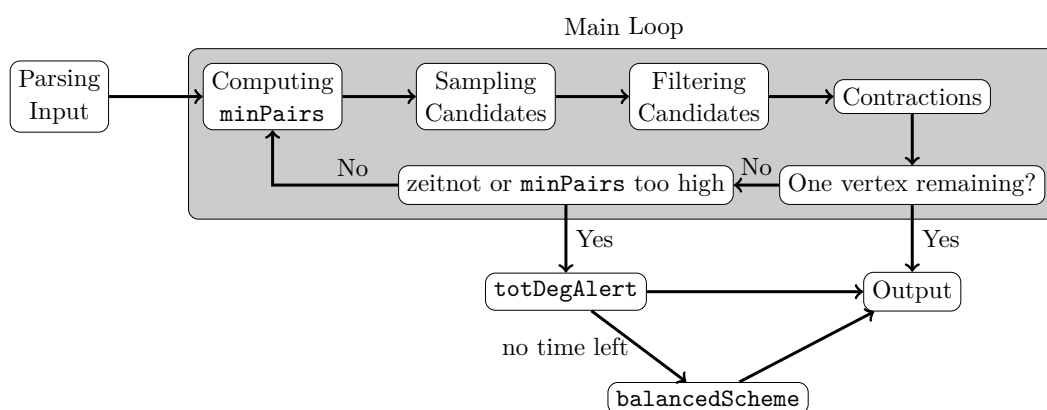 Main Loop
Parsing
Input
Computing
minPairs
Sampling
Candidates
Filtering
Candidates
Contractions
No
zeitnot or minPairs too high
No
One vertex remaining?
Yes
Yes
totDegAlert
Output
no time left
balancedScheme